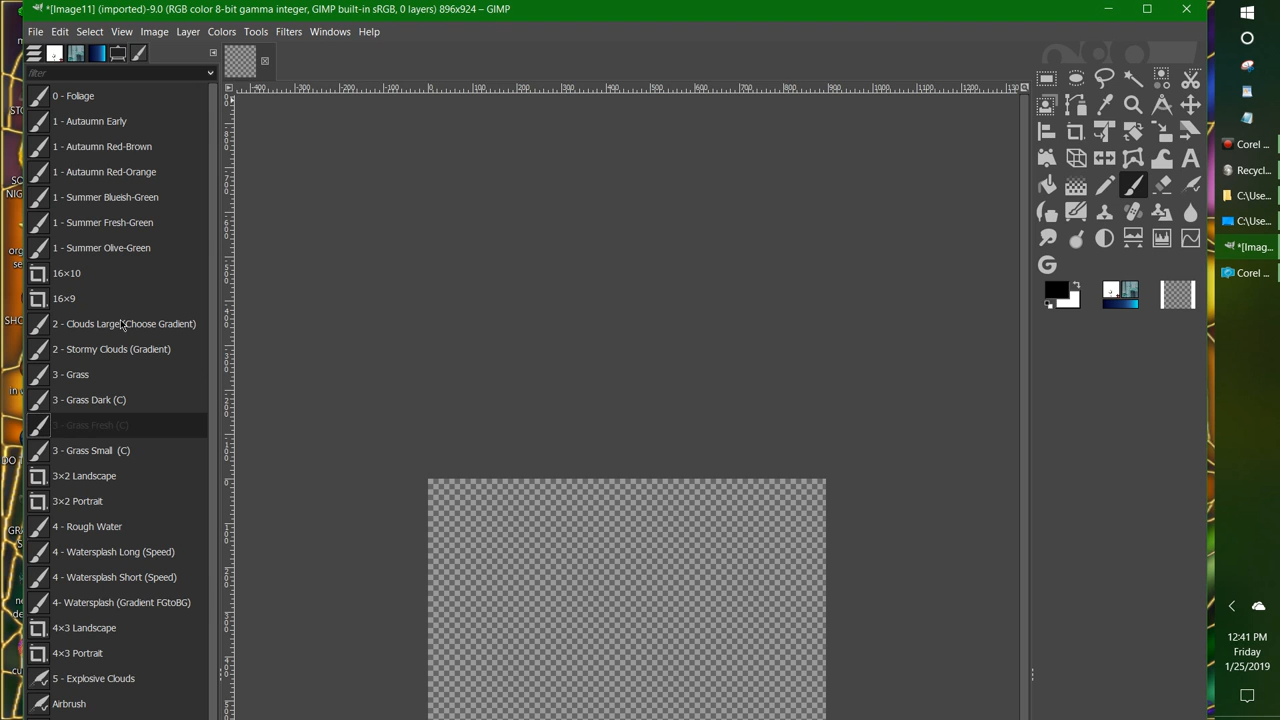 *[Image11] (imported)-9.0 (RGB color 8-bit gamma integer, GIMP built-in sRGB, 0 layers) 896x924 – GIMP
File Edit Select View Image Layer Colors Tools Filters Windows Help
filter
0 - Foliage
1 - Autaumn Early
1 - Autaumn Red-Brown
1 - Autaumn Red-Orange
1 - Summer Blueish-Green
1 - Summer Fresh-Green
1 - Summer Olive-Green
16×10
16×9
2 - Clouds Large (Choose Gradient)
2 - Stormy Clouds (Gradient)
3 - Grass
3 - Grass Dark (C)
3 - Grass Fresh (C)
3 - Grass Small (C)
3×2 Landscape
3×2 Portrait
4 - Rough Water
4 - Watersplash Long (Speed)
4 - Watersplash Short (Speed)
4- Watersplash (Gradient FGtoBG)
4×3 Landscape
4×3 Portrait
5 - Explosive Clouds
Airbrush
Corel ...
Recycl...
C:\Use...
C:\Use...
*[Imag...
Corel ...
12:41 PM
Friday
1/25/2019